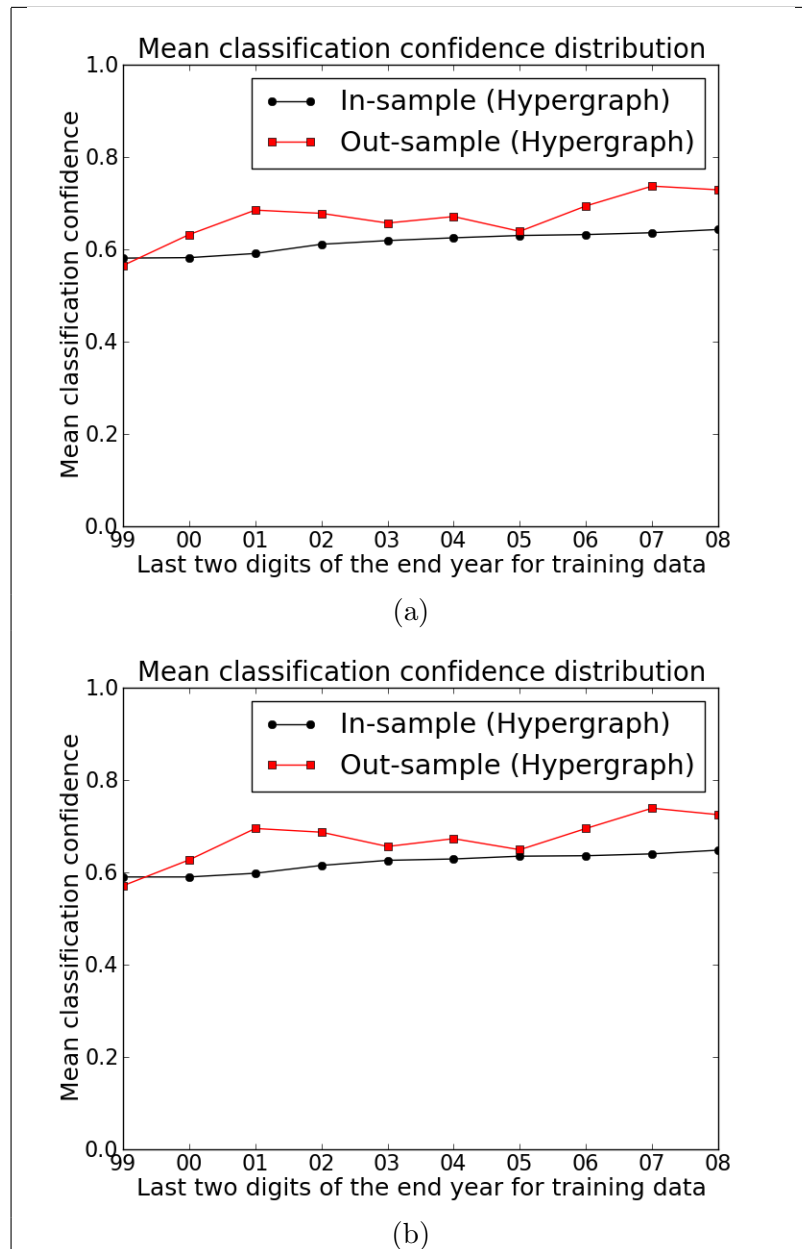 Mean classification confidence distribution
1.0
In-sample (Hypergraph)
Out-sample (Hypergraph)
0.8
0.6
0.4
0.2
0.0
Mean classification confidence
99 00 01 02 03 04 05 06 07 08
Last two digits of the end year for training data
(a)
Mean classification confidence distribution
1.0
In-sample (Hypergraph)
Out-sample (Hypergraph)
0.8
0.6
0.4
0.2
0.0
Mean classification confidence
99 00 01 02 03 04 05 06 07 08
Last two digits of the end year for training data
(b)